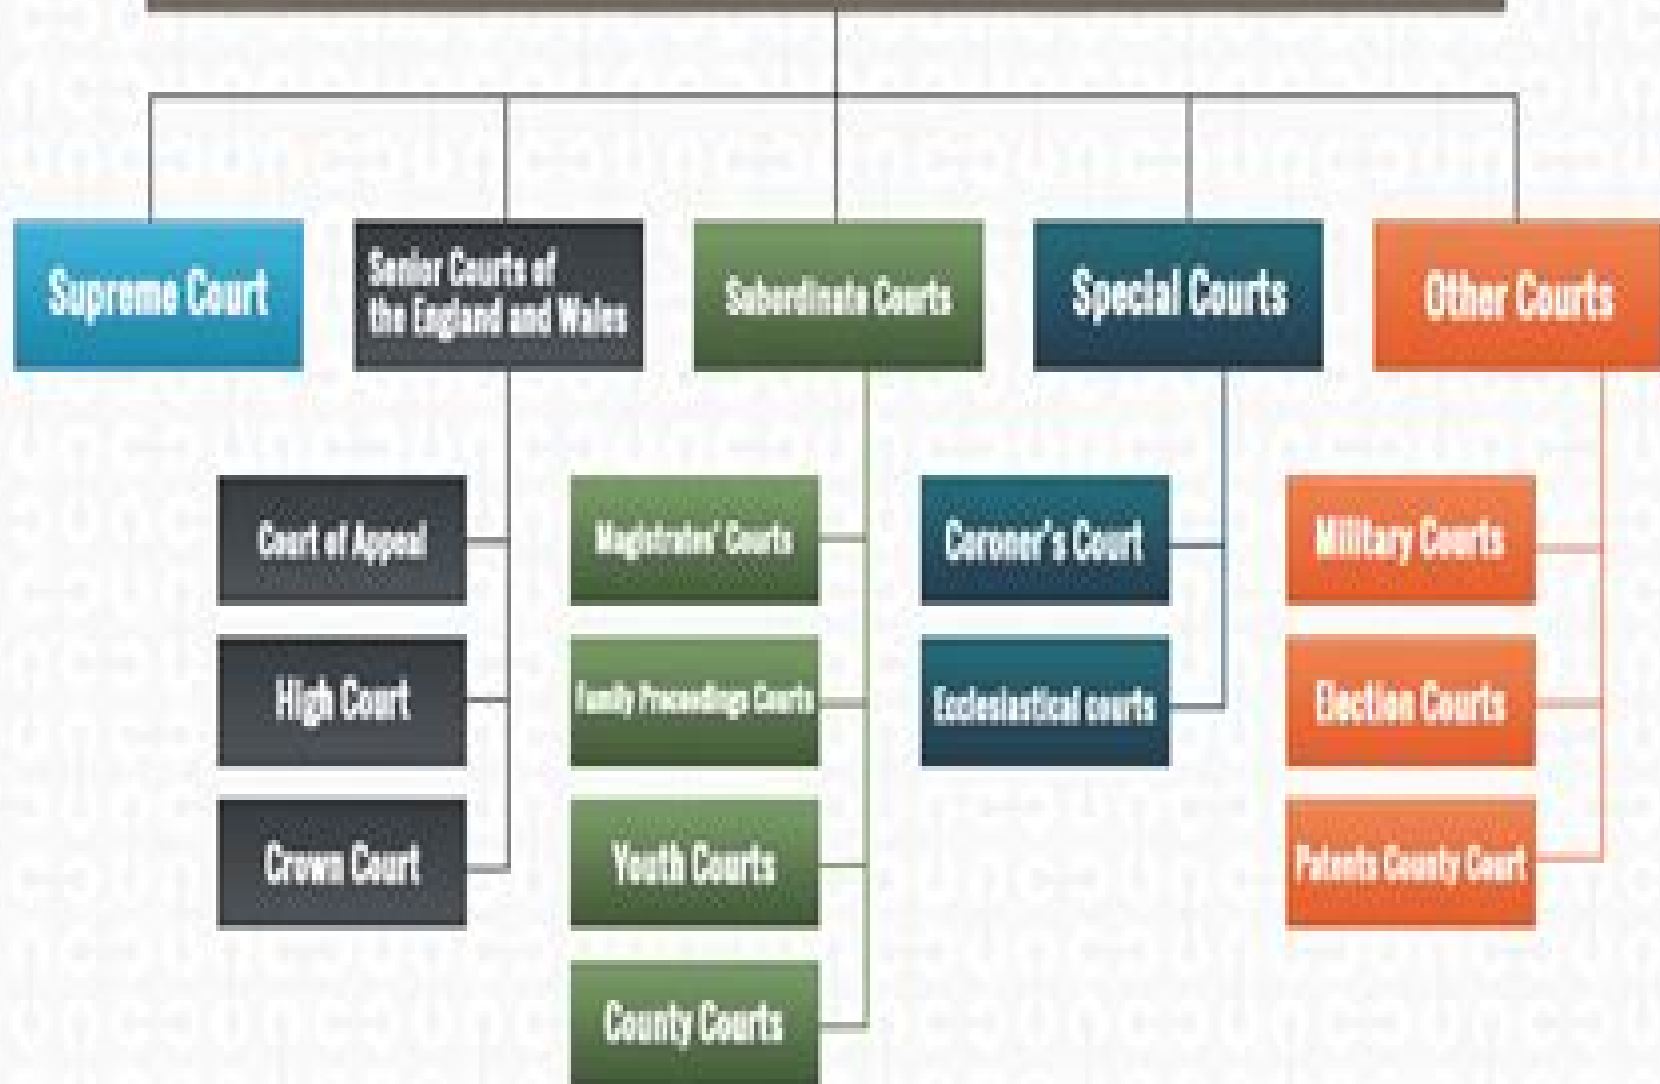 Supreme Court
Senior Courts of
the England and Wales
Subordinate Courts
Special Courts
Other Courts
Court of Appeal
High Court
Crown Court
Magistrates' Courts
Family Proceedings Courts
Youth Courts
County Courts
Coroner's Court
Ecclesiastical courts
Military Courts
Election Courts
Patents County Court